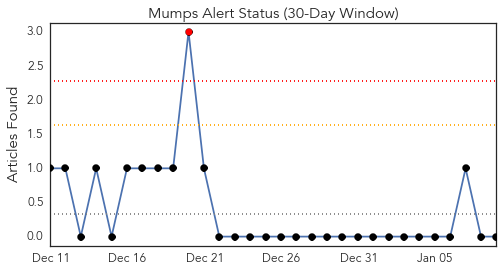 Mumps Alert Status (30-Day Window)
Articles Found
3.0
2.5
2.0
1.5
1.0
0.5
0.0
Dec 11 Dec 16 Dec 21 Dec 26 Dec 31 Jan 05